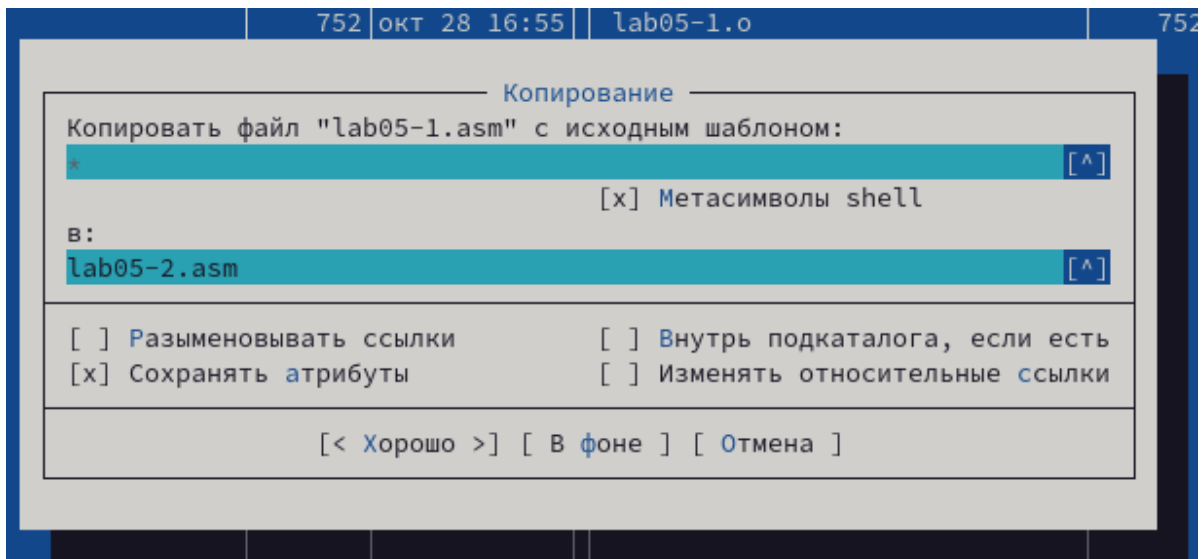 752 окт 28 16:55 lab05-1.o 752
Копирование
Копировать файл "lab05-1.asm" с исходным шаблоном:
* [^]
[x] Метасимволы shell
в:
lab05-2.asm [^]
[ ] Разыменовывать ссылки [ ] Внутрь подкаталога, если есть
[x] Сохранять атрибуты [ ] Изменять относительные ссылки
[< Хорошо >] [ В фоне ] [ Отмена ]